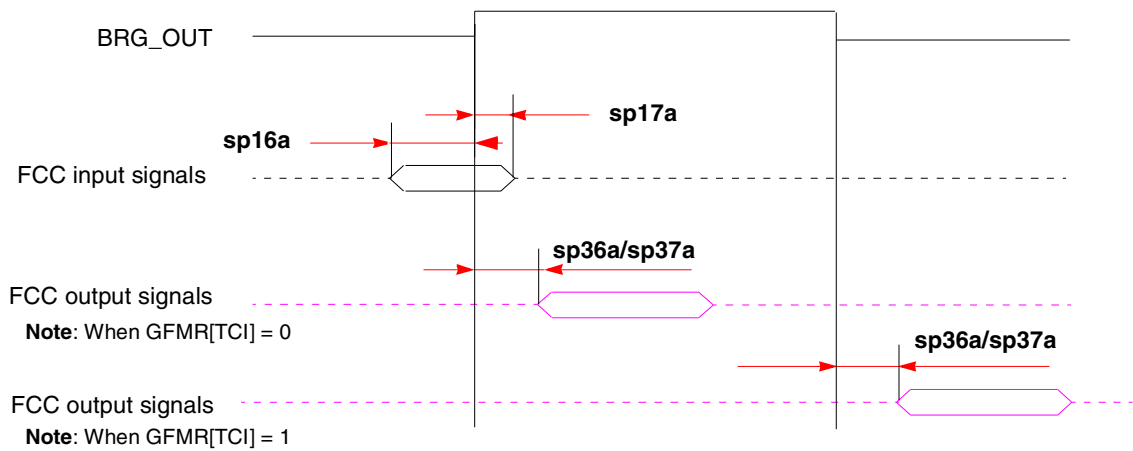 BRG_OUT
sp17a
sp16a
FCC input signals
sp36a/sp37a
FCC output signals
Note: When GFMR[TCI] = 0
sp36a/sp37a
FCC output signals
Note: When GFMR[TCI] = 1